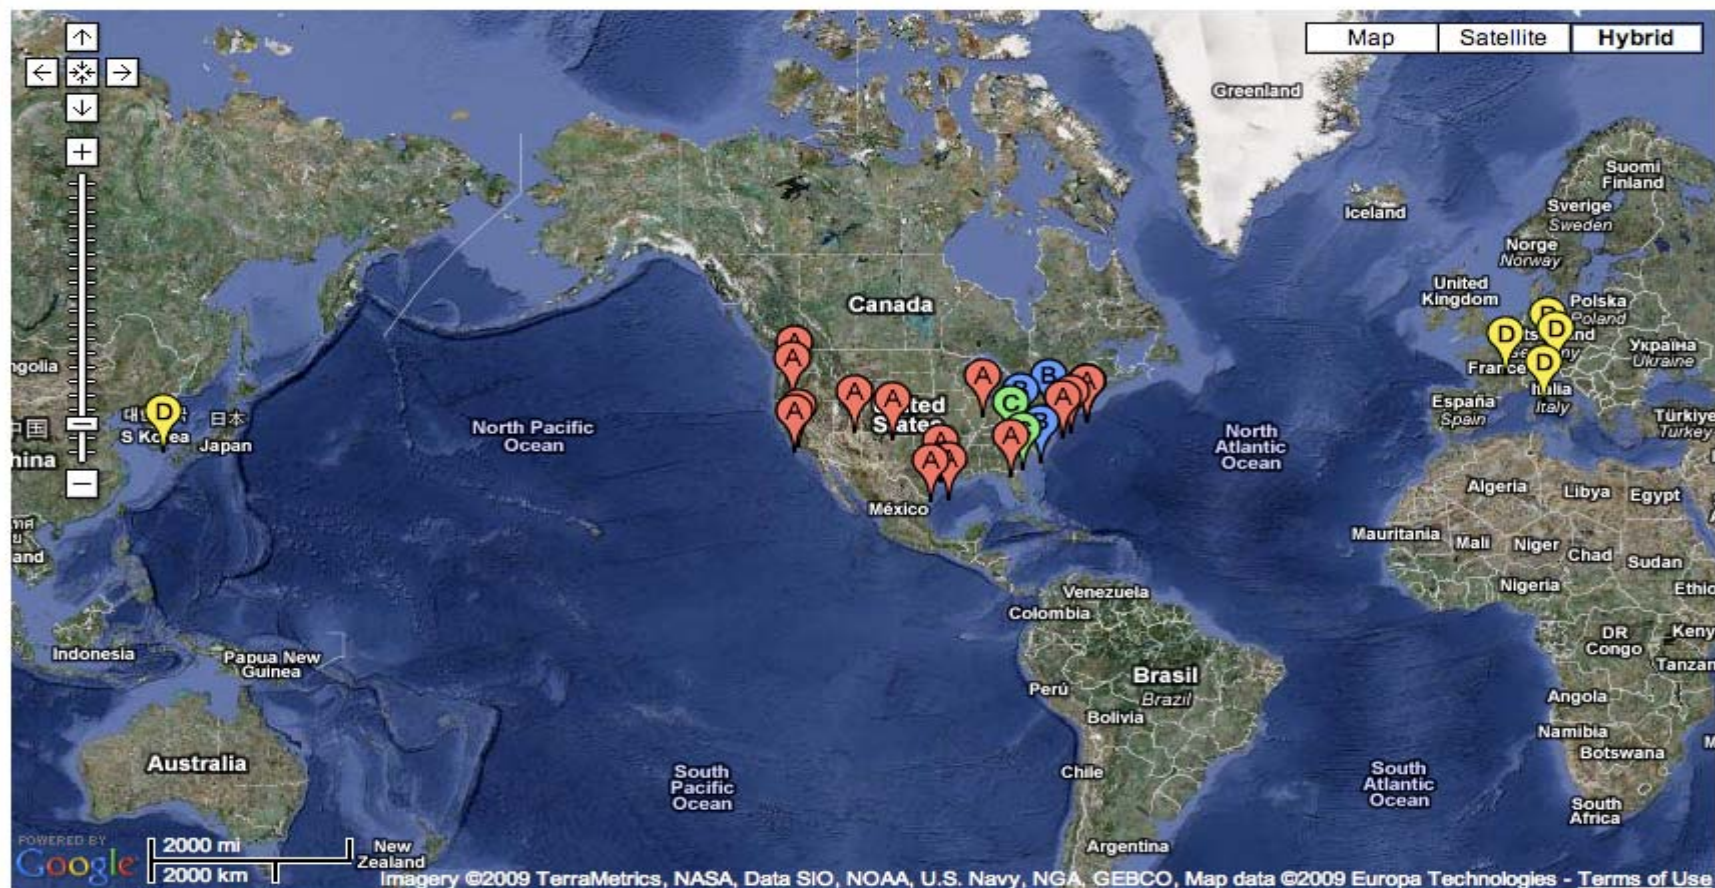 Map
Satellite
Hybrid
Greenland
Iceland
Suomi
Finland
Sverige
Sweden
Norge
Norway
United
Kingdom
Polska
Poland
Canada
Україна
Ukraine
France
Italia
Italy
España
Spain
Türkiye
Turkey
United
States
S Korea
日本
Japan
中国
North Pacific
Ocean
North
Atlantic
Ocean
México
Algeria
Libya
Egypt
Mauritania
Mali
Niger
Chad
Sudan
Nigeria
Venezuela
Colombia
DR
Congo
Indonesia
Papua New
Guinea
Perú
Brasil
Brazil
Bolivia
Angola
Namibia
Botswana
Australia
South
Pacific
Ocean
Chile
South
Atlantic
Ocean
South
Africa
Argentina
New
Zealand
A
A
A
A
A
A
A
A
A
A
A
A
B
B
C
D
D
D
D
POWERED BY
Google
2000 mi
2000 km
Imagery ©2009 TerraMetrics, NASA, Data SIO, NOAA, U.S. Navy, NGA, GEBCO, Map data ©2009 Europa Technologies - Terms of Use